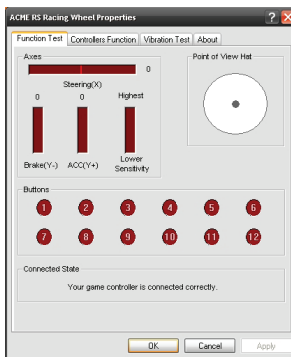 ACME RS Racing Wheel Properties
Function Test Controllers Function Vibration Test About
Axes
0
Steering(X)
0 0 Highest
Brake(Y-) ACC(Y+) Lower
Sensitivity
Point of View Hat
Buttons
1 2 3 4 5 6
7 8 9 10 11 12
Connected State
Your game controller is connected correctly.
OK Cancel Apply